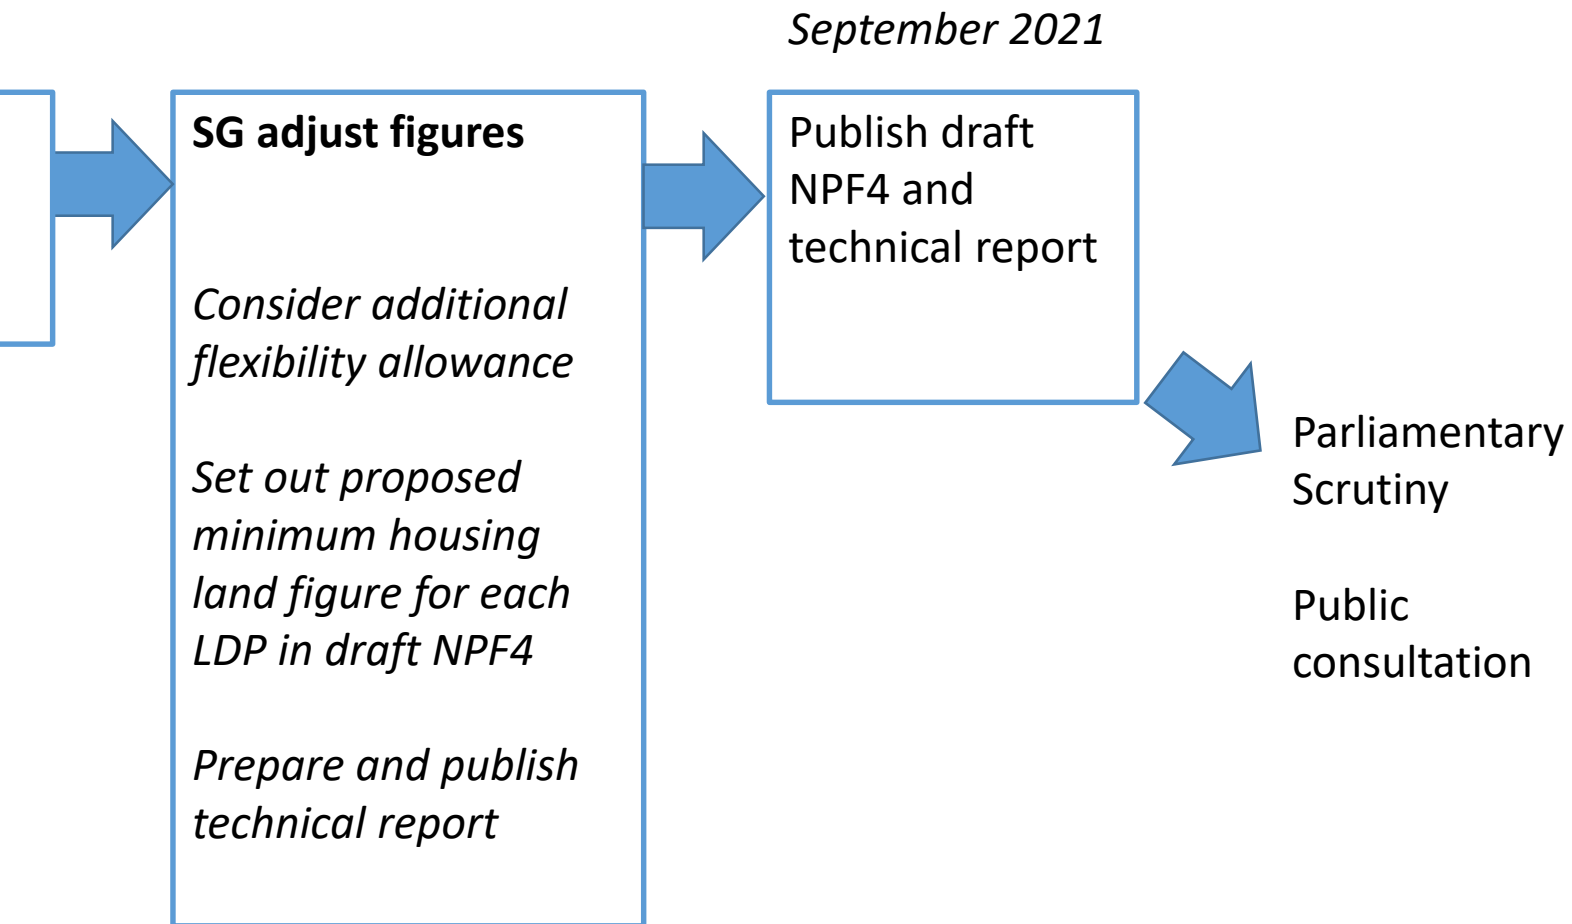 September 2021
SG adjust figures
Consider additional
flexibility allowance
Set out proposed
minimum housing
land figure for each
LDP in draft NPF4
Prepare and publish
technical report
Publish draft
NPF4 and
technical report
Parliamentary
Scrutiny
Public
consultation